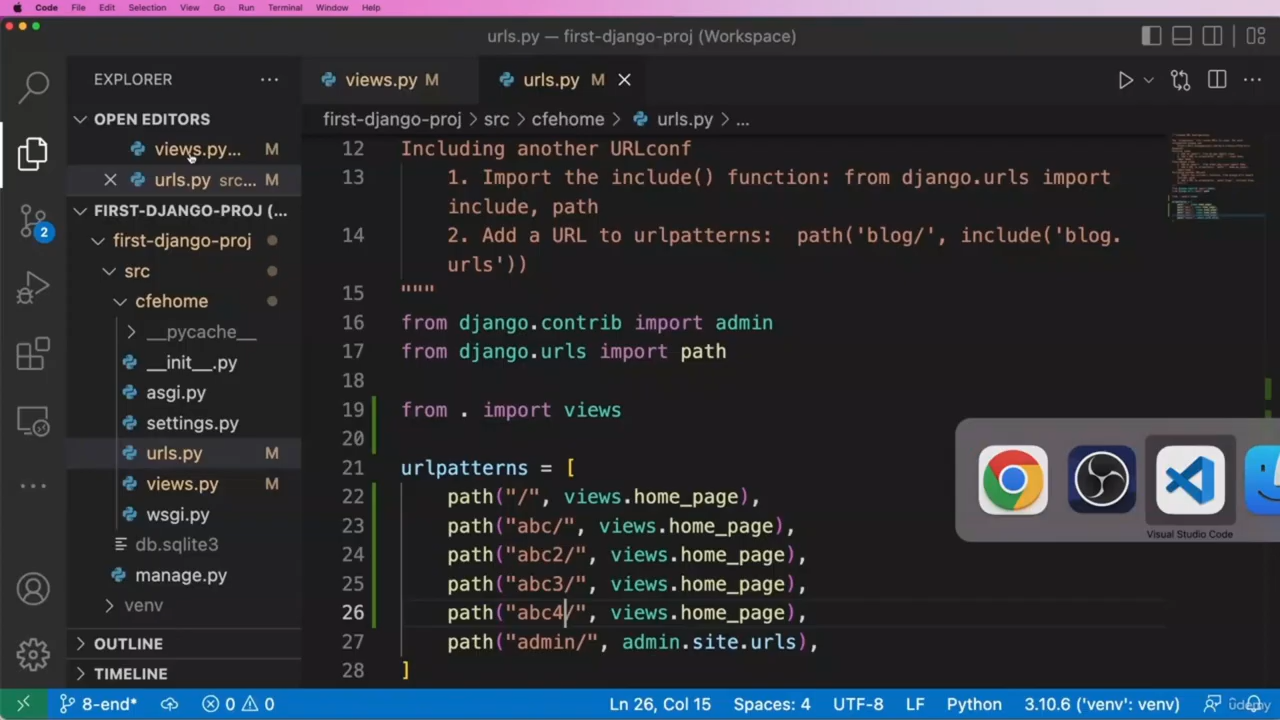 Code File Edit Selection View Go Run Terminal Window Help
urls.py — first-django-proj (Workspace)
EXPLORER
views.py M
urls.py M
OPEN EDITORS
views.py... M
urls.py src... M
FIRST-DJANGO-PROJ (...
first-django-proj
src
cfehome
__pycache__
__init__.py
asgi.py
settings.py
urls.py M
views.py M
wsgi.py
db.sqlite3
manage.py
venv
OUTLINE
TIMELINE
2
first-django-proj > src > cfehome > urls.py > ...
12 Including another URLconf
13 1. Import the include() function: from django.urls import
include, path
14 2. Add a URL to urlpatterns: path('blog/', include('blog.
urls'))
15 """
16 from django.contrib import admin
17 from django.urls import path
18
19 from . import views
20
21 urlpatterns = [
22 path("/", views.home_page),
23 path("abc/", views.home_page),
24 path("abc2/", views.home_page),
25 path("abc3/", views.home_page),
26 path("abc4/", views.home_page),
27 path("admin/", admin.site.urls),
28 ]
Visual Studio Code
8-end* 0 0 Ln 26, Col 15 Spaces: 4 UTF-8 LF Python 3.10.6 ('venv': venv)
udemy